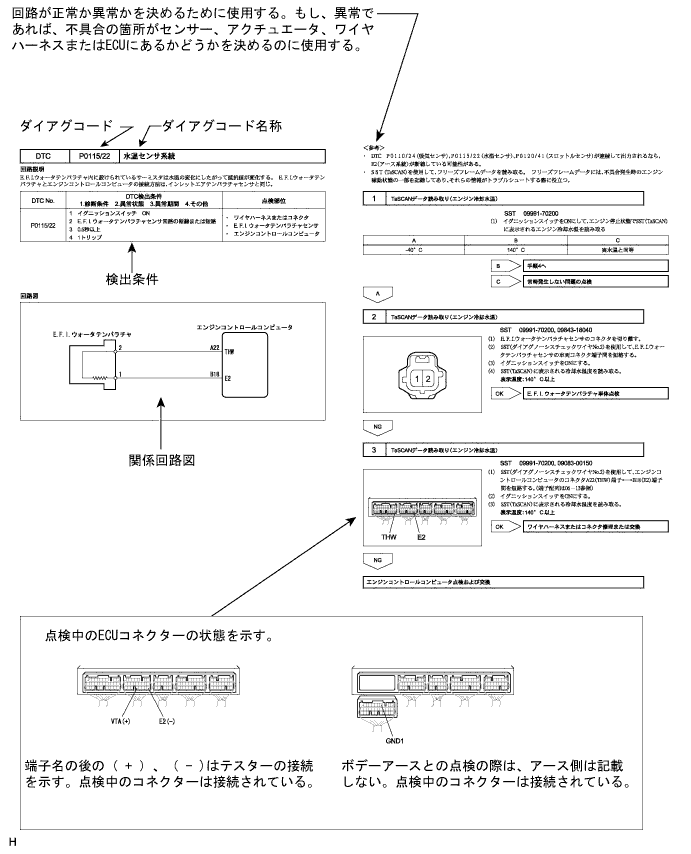 回路が正常か異常かを決めるために使用する。もし、異常で
あれば、不具合の箇所がセンサー、アクチュエータ、ワイヤ
ハーネスまたはECUにあるかどうかを決めるのに使用する。
ダイアグコード
ダイアグコード名称
DTC P0115/22 水温センサ系統
回路説明
E.F.I.ウォータテンパラチャ内に設けられているサーミスタは水温の変化にしたがって抵抗値が変化する。 E.F.I.ウォータテン
パラチャとエンジンコントロールコンピュータの接続方法は、インレットエアテンパラチャセンサと同じ。
DTC No.
DTC検出条件
1.診断条件 2.異常状態 3.異常期間 4.その他
点検部位
P0115/22
1 イグニッションスイッチ ON
2 E.F.I.ウォータテンパラチャセンサ回路の断線または短絡
3 0.5秒以上
4 1トリップ
・ ワイヤハーネスまたはコネクタ
・ E.F.I.ウォータテンパラチャセンサ
・ エンジンコントロールコンピュータ
検出条件
回路図
E.F.I.ウォータテンパラチャ
エンジンコントロールコンピュータ
2
A22
THW
1
B18
E2
関係回路図
<参考>
・ DTC P0110/24(吸気センサ),P0115/22(水温センサ),P0120/41(スロットルセンサ)が連続して出力されるなら、
E2(アース系統)が断線している可能性がある。
・ SST(TaSCAN)を使用して、フリーズフレームデータを読み取る。 フリーズフレームデータには、不具合発生時のエンジン
稼動状態の一部を記録してあり、それらの情報がトラブルシュートする際に役立つ。
1 TaSCANデータ読み取り(エンジン冷却水温)
SST 09991-70200
(1) イグニッションスイッチをONにして、エンジン停止状態でSST(TaSCAN)
に表示されるエンジン冷却水温を読み取る
A B C
-40°C 140°C 実水温と同等
B 手順4へ
C 常時発生しない問題の点検
A
2 TaSCANデータ読み取り(エンジン冷却水温)
SST 09991-70200, 09843-18040
(1) E.F.I.ウォータテンパラチャセンサのコネクタを切り離す。
(2) SST(ダイアグノーシスチェックワイヤNo.2)を使用して、E.F.I.ウォー
タテンパラチャセンサの車両コネクタ端子間を短絡する。
(3) イグニッションスイッチをONにする。
(4) SST(TaSCAN)に表示される冷却水温度を読み取る。
表示温度:140°C以上
1 2
OK E.F.I.ウォータテンパラチャ単体点検
NG
3 TaSCANデータ読み取り(エンジン冷却水温)
SST 09991-70200, 09083-00150
(1) SST(ダイアグノーシスチェックワイヤNo.2)を使用して、エンジンコ
ントロールコンピュータのコネクタA22(THW)端子←→B18(E2)端子
間を短絡する。
(2) イグニッションスイッチをONにする。
(3) SST(TaSCAN)に表示される冷却水温度を読み取る。
表示温度:140°C以上
THW E2
OK ワイヤハーネスまたはコネクタ修理または交換
NG
エンジンコントロールコンピュータ点検および交換
点検中のECUコネクターの状態を示す。
VTA(+) E2(-)
GND1
端子名の後の(+)、(-)はテスターの接続
を示す。点検中のコネクターは接続されている。
ボデーアースとの点検の際は、アース側は記載
しない。点検中のコネクターは接続されている。
H